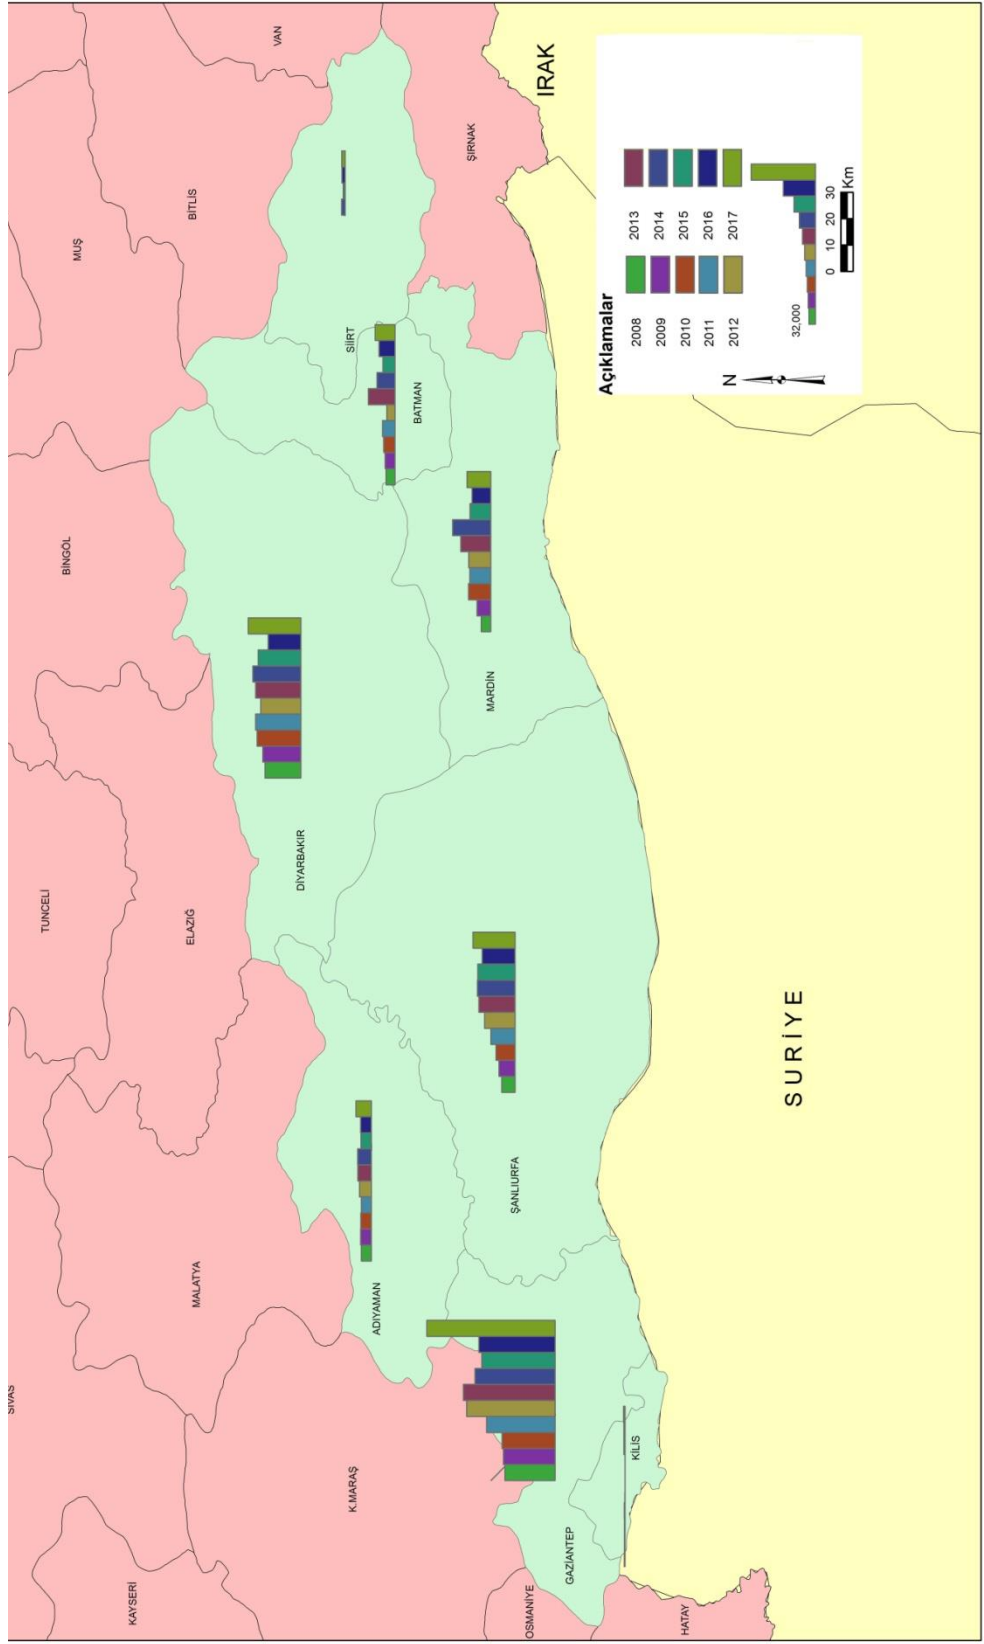 SİVAS
KAYSERİ
MALATYA
TUNCELİ
ELAZIĞ
BİNGÖL
MUŞ
BİTLİS
VAN
K.MARAŞ
ADIYAMAN
DİYARBAKIR
SİİRT
BATMAN
ŞIRNAK
OSMANİYE
GAZİANTEP
ŞANLIURFA
MARDİN
IRAK
HATAY
KİLİS
SURİYE
Açıklamalar
2008 2013
2009 2014
2010 2015
2011 2016
2012 2017
N
32,000
0 10 20 30
Km